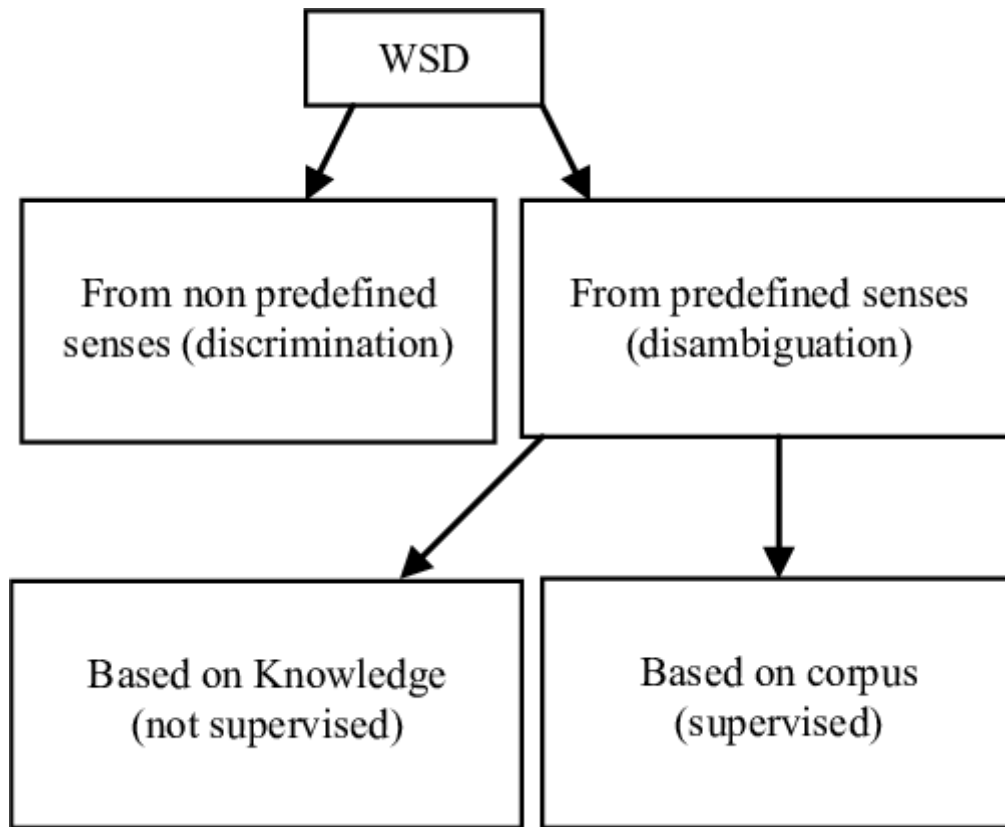 WSD
From non predefined
senses (discrimination)
From predefined senses
(disambiguation)
Based on Knowledge
(not supervised)
Based on corpus
(supervised)